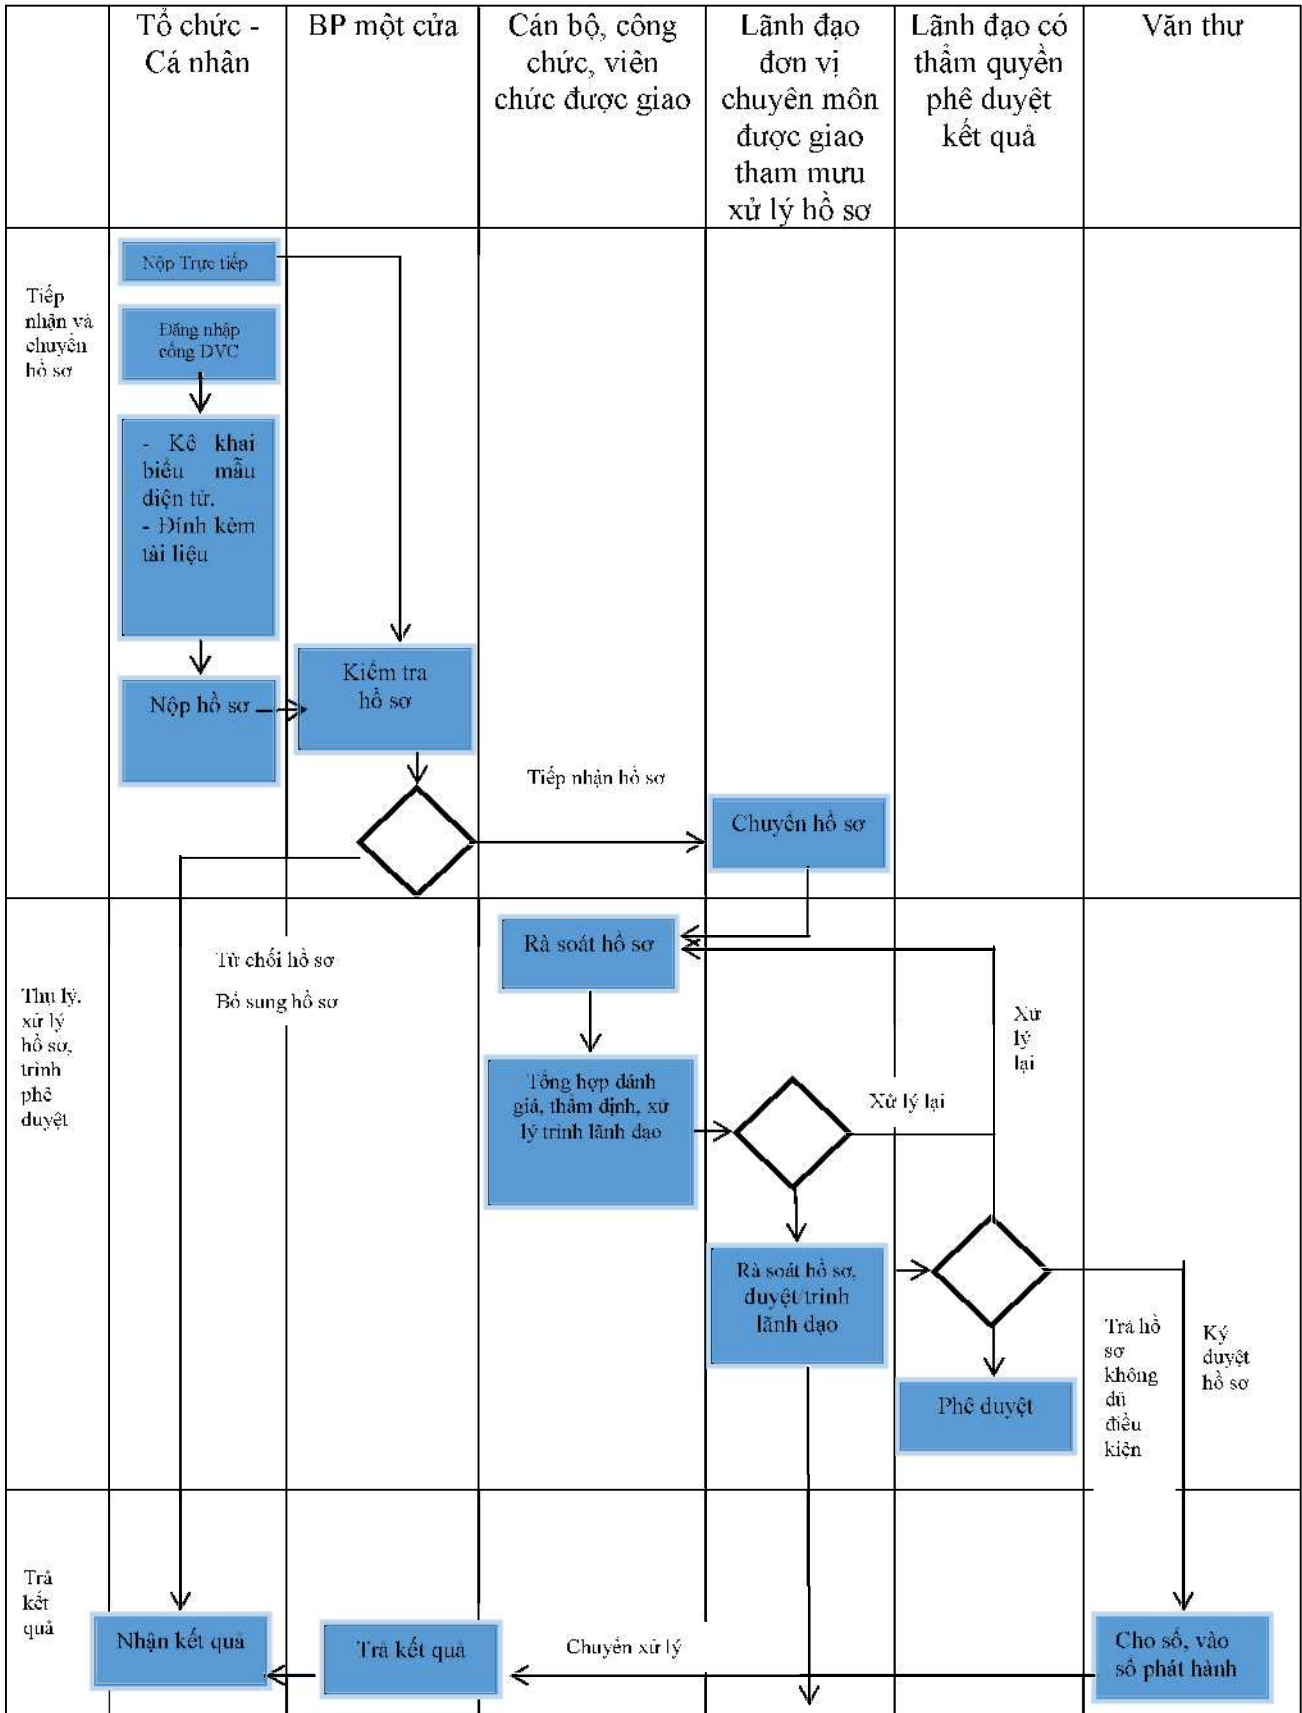 Tổ chức -
Cá nhân
BP một cửa
Cán bộ, công
chức, viên
chức được giao
Lãnh đạo
đơn vị
chuyên môn
được giao
tham mưu
xử lý hồ sơ
Lãnh đạo có
thẩm quyền
phê duyệt
kết quả
Văn thư
Tiếp
nhận và
chuyển
hồ sơ
Nộp Trực tiếp
Đăng nhập
cổng DVC
- Kê khai
biểu mẫu
điện tử.
- Đính kèm
tài liệu
Nộp hồ sơ
Kiểm tra
hồ sơ
Tiếp nhận hồ sơ
Chuyển hồ sơ
Thụ lý,
xử lý
hồ sơ,
trình
phê
duyệt
Từ chối hồ sơ
Bổ sung hồ sơ
Rà soát hồ sơ
Tổng hợp đánh
giá, thẩm định, xử
lý trình lãnh đạo
Xử lý lại
Xử
lý
lại
Rà soát hồ sơ,
duyệt/trình
lãnh đạo
Phê duyệt
Trả hồ
sơ
không
đủ
điều
kiện
Ký
duyệt
hồ sơ
Trả
kết
quả
Nhận kết quả
Trả kết quả
Chuyển xử lý
Cho số, vào
sổ phát hành